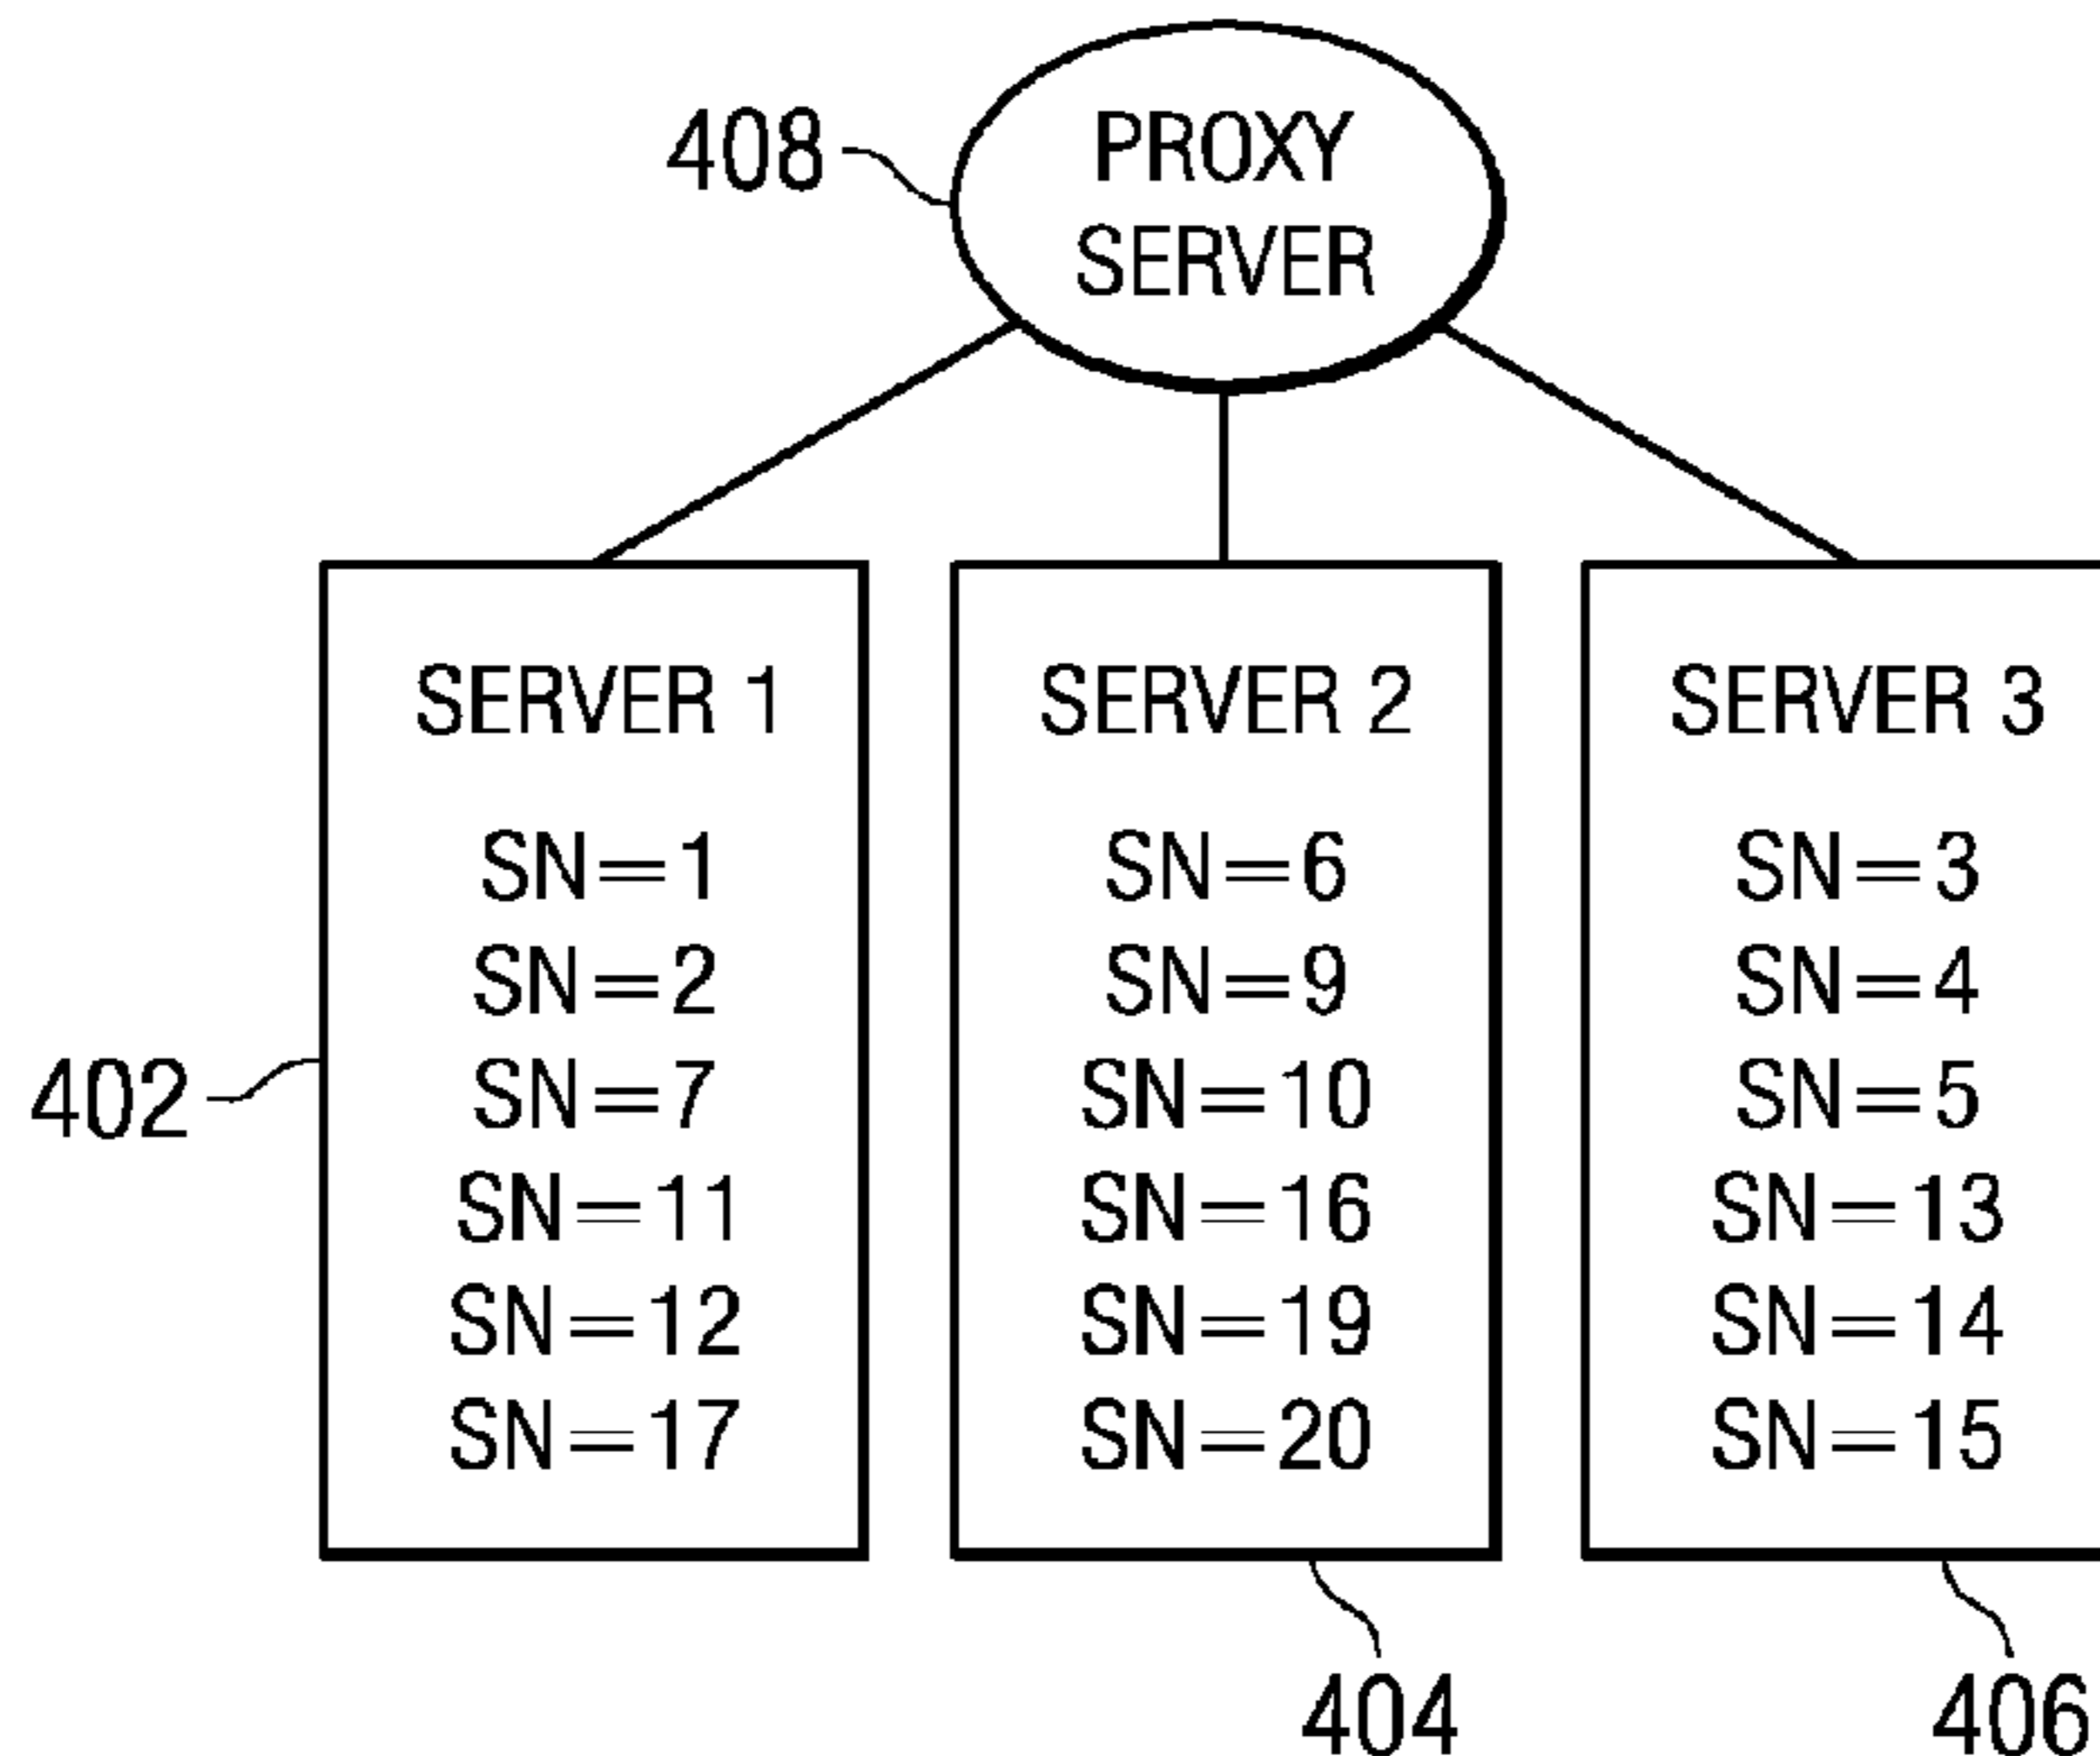 408
PROXY
SERVER
SERVER 1
SN=1
SN=2
SN=7
SN=11
SN=12
SN=17
402
SERVER 2
SN=6
SN=9
SN=10
SN=16
SN=19
SN=20
404
SERVER 3
SN=3
SN=4
SN=5
SN=13
SN=14
SN=15
406